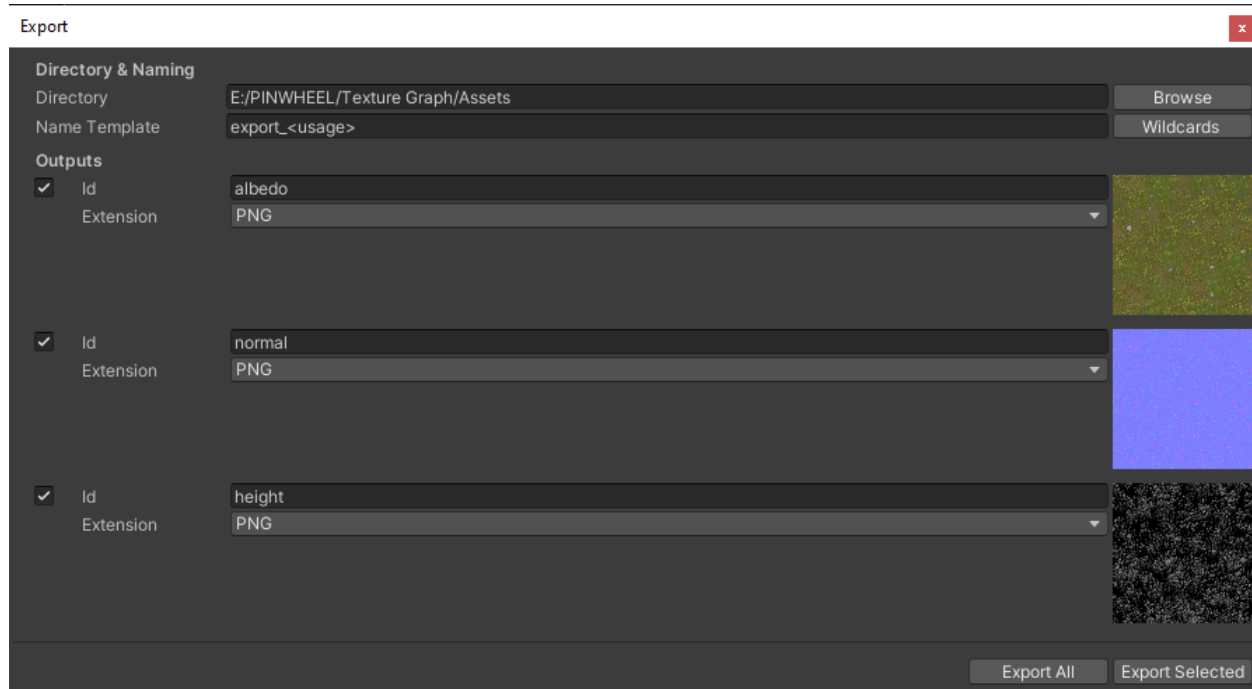 Export
x
Directory & Naming
Directory E:/PINWHEEL/Texture Graph/Assets Browse
Name Template export_<usage> Wildcards
Outputs
Id albedo
Extension PNG
Id normal
Extension PNG
Id height
Extension PNG
Export All Export Selected